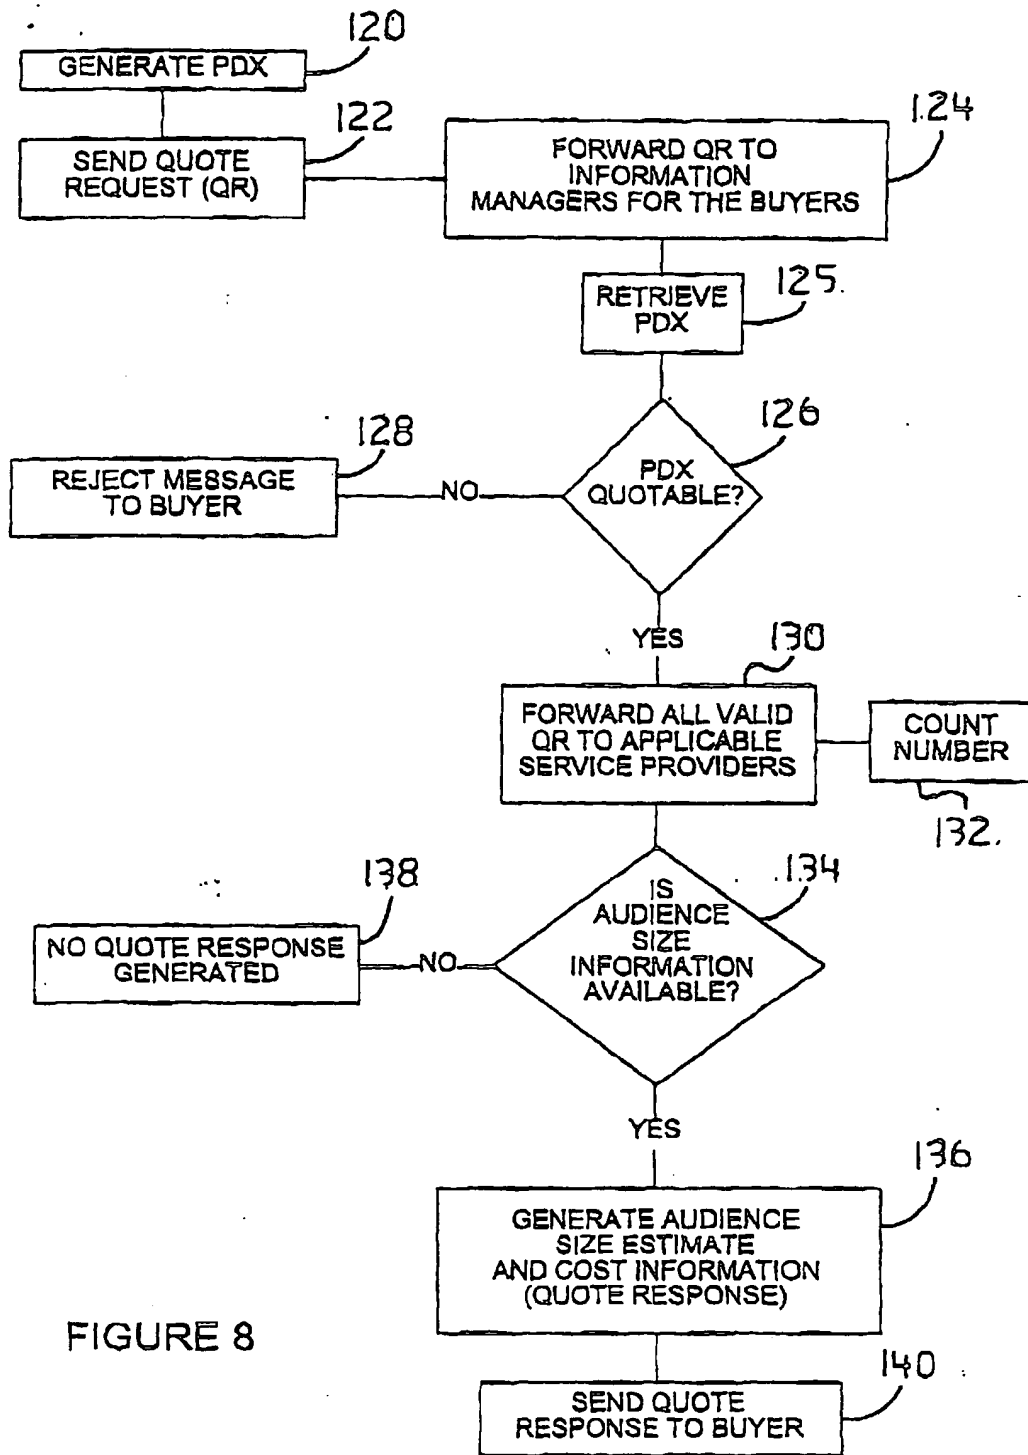 120
GENERATE PDX
122
SEND QUOTE
REQUEST (QR)
124
FORWARD QR TO
INFORMATION
MANAGERS FOR THE BUYERS
125.
RETRIEVE
PDX
126
PDX
QUOTABLE?
128
REJECT MESSAGE
TO BUYER
NO
YES
130
FORWARD ALL VALID
QR TO APPLICABLE
SERVICE PROVIDERS
COUNT
NUMBER
132.
134
IS
AUDIENCE
SIZE
INFORMATION
AVAILABLE?
138
NO QUOTE RESPONSE
GENERATED
NO
YES
136
GENERATE AUDIENCE
SIZE ESTIMATE
AND COST INFORMATION
(QUOTE RESPONSE)
FIGURE 8
140
SEND QUOTE
RESPONSE TO BUYER